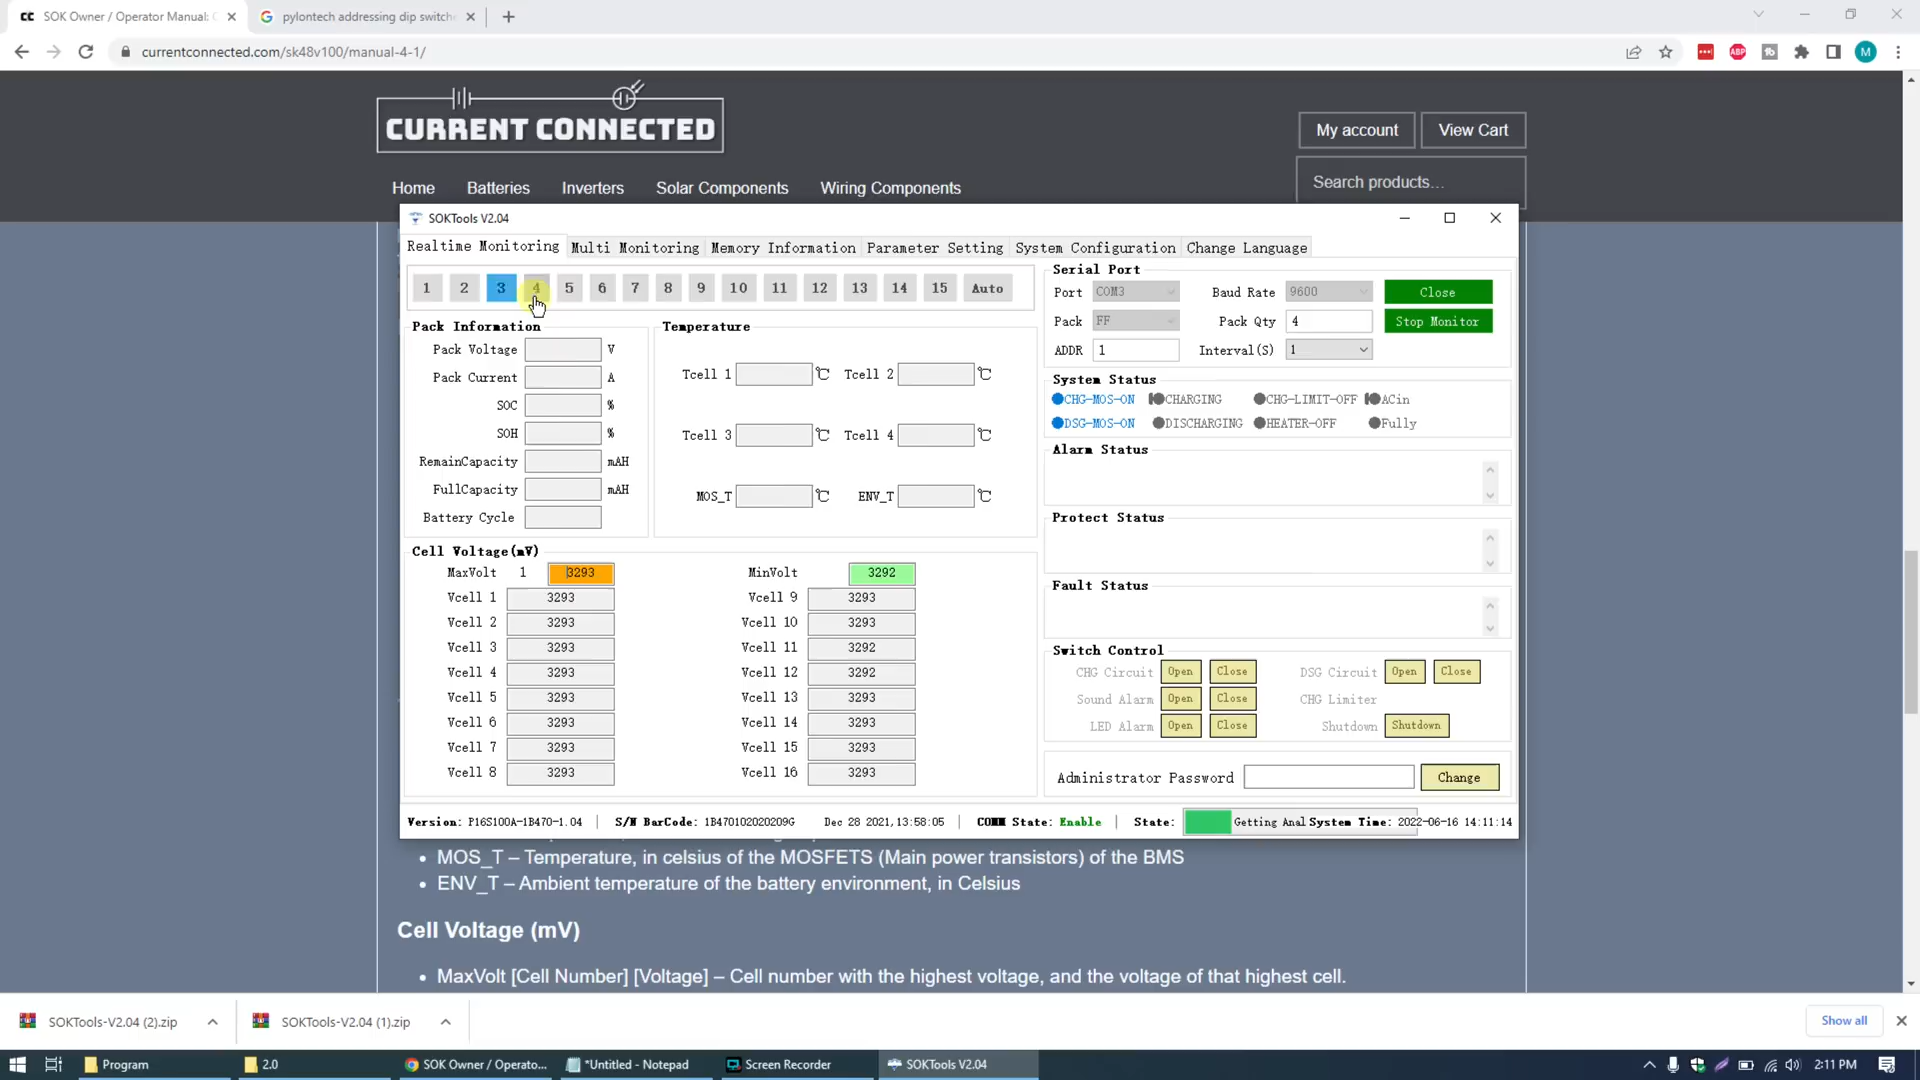 SOK Owner / Operator Manual: C
pylontech addressing dip switche
currentconnected.com/sk48v100/manual-4-1/
ABP
M
CURRENT CONNECTED
My account
View Cart
Home
Batteries
Inverters
Solar Components
Wiring Components
Search products…
SOKTools V2.04
Realtime Monitoring
Multi Monitoring
Memory Information
Parameter Setting
System Configuration
Change Language
1 2 3 4 5 6 7 8 9 10 11 12 13 14 15 Auto
Serial Port
Port COM3 Baud Rate 9600 Close
Pack FF Pack Qty 4 Stop Monitor
ADDR 1 Interval(S) 1
Pack Information
Pack Voltage V
Pack Current A
SOC %
SOH %
RemainCapacity mAH
FullCapacity mAH
Battery Cycle
Temperature
Tcell 1 ℃ Tcell 2 ℃
Tcell 3 ℃ Tcell 4 ℃
MOS_T ℃ ENV_T ℃
System Status
CHG-MOS-ON CHARGING CHG-LIMIT-OFF ACin
DSG-MOS-ON DISCHARGING HEATER-OFF Fully
Alarm Status
Protect Status
Fault Status
Cell Voltage(mV)
MaxVolt 1 3293 MinVolt 3292
Vcell 1 3293 Vcell 9 3293
Vcell 2 3293 Vcell 10 3293
Vcell 3 3293 Vcell 11 3292
Vcell 4 3293 Vcell 12 3292
Vcell 5 3293 Vcell 13 3293
Vcell 6 3293 Vcell 14 3293
Vcell 7 3293 Vcell 15 3293
Vcell 8 3293 Vcell 16 3293
Switch Control
CHG Circuit Open Close DSG Circuit Open Close
Sound Alarm Open Close CHG Limiter
LED Alarm Open Close Shutdown Shutdown
Administrator Password Change
Version: P16S100A-1B470-1.04 | S/N BarCode: 1B470102020209G Dec 28 2021,13:58:05 | COMM State: Enable | State: Getting Anal System Time: 2022-06-16 14:11:14
MOS_T – Temperature, in celsius of the MOSFETS (Main power transistors) of the BMS
ENV_T – Ambient temperature of the battery environment, in Celsius
Cell Voltage (mV)
MaxVolt [Cell Number] [Voltage] – Cell number with the highest voltage, and the voltage of that highest cell.
SOKTools-V2.04 (2).zip
SOKTools-V2.04 (1).zip
Show all
Program
2.0
SOK Owner / Operato...
*Untitled - Notepad
Screen Recorder
SOKTools V2.04
2:11 PM